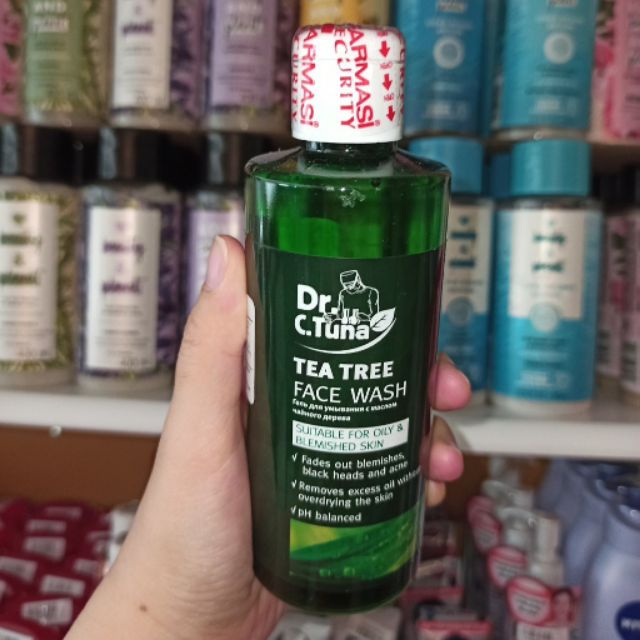 FARMASI
SECURITY
Dr.
C.Tuna
TEA TREE
FACE WASH
Гель для умывания с маслом
чайного дерева
SUITABLE FOR OILY &
BLEMISHED SKIN
√ Fades out blemishes,
black heads and acne
√ Removes excess oil without
overdrying the skin
√ pH balanced